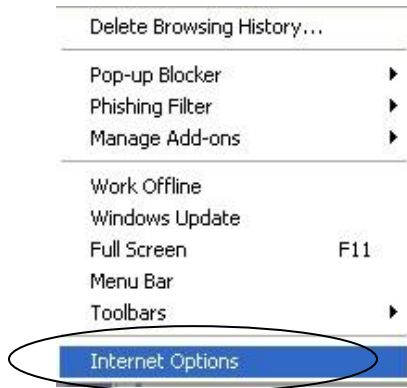 Delete Browsing History...
Pop-up Blocker
Phishing Filter
Manage Add-ons
Work Offline
Windows Update
Full Screen F11
Menu Bar
Toolbars
Internet Options